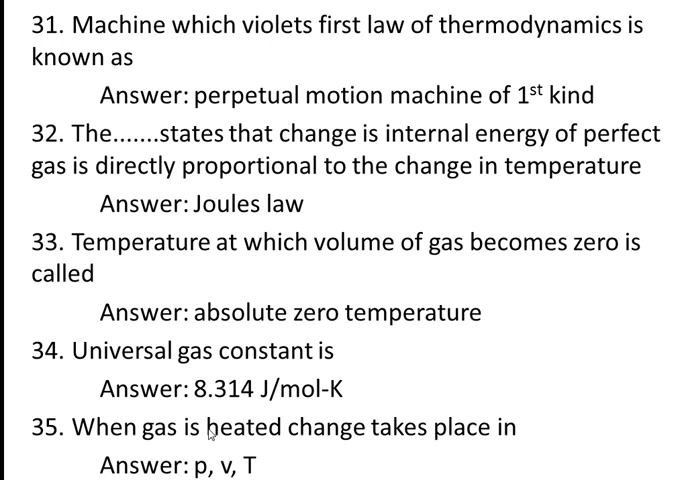 31. Machine which violets first law of thermodynamics is
known as
Answer: perpetual motion machine of 1st kind
32. The.......states that change is internal energy of perfect
gas is directly proportional to the change in temperature
Answer: Joules law
33. Temperature at which volume of gas becomes zero is
called
Answer: absolute zero temperature
34. Universal gas constant is
Answer: 8.314 J/mol-K
35. When gas is heated change takes place in
Answer: p, v, T